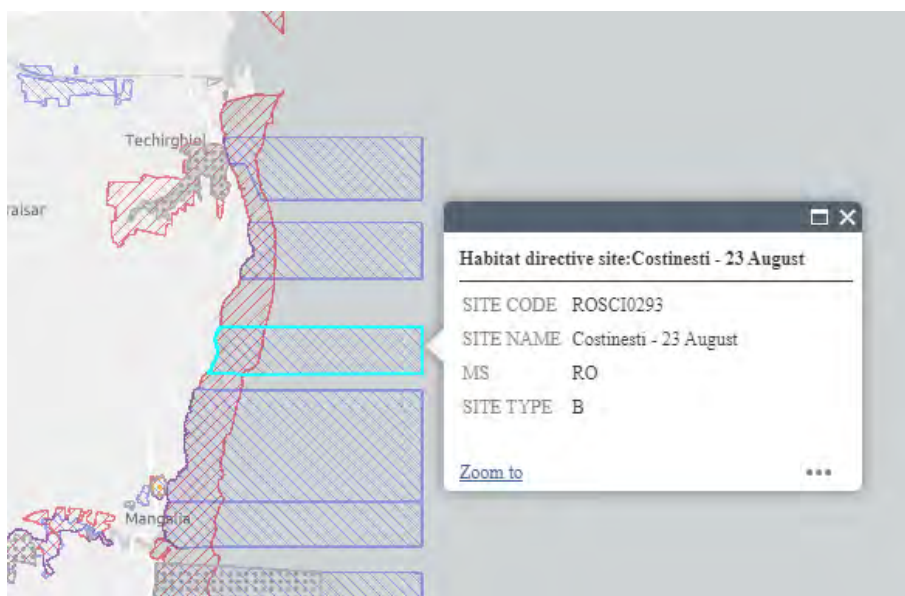 Techirghiol
raisar
Habitat directive site:Costinesti - 23 August
SITE CODE ROSCI0293
SITE NAME Costinesti - 23 August
MS RO
SITE TYPE B
Zoom to
Mangalia